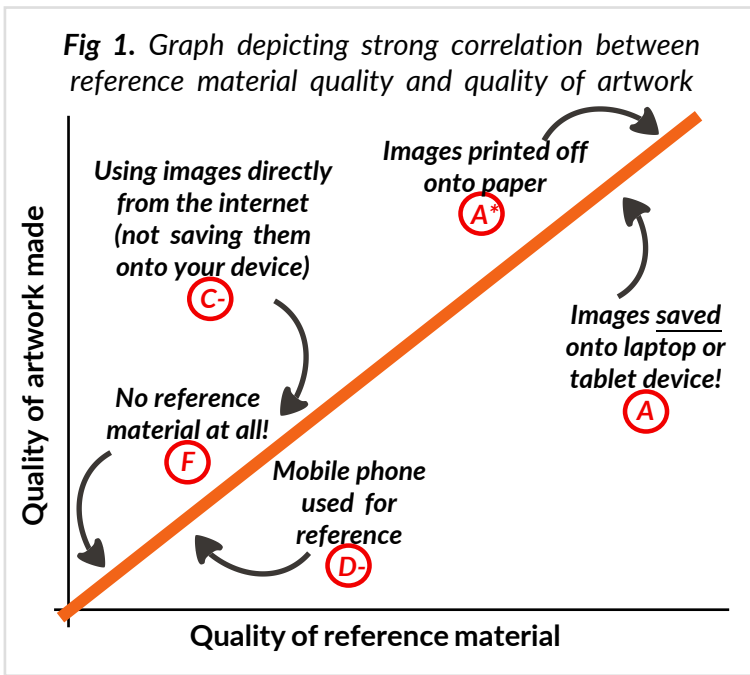 Fig 1. Graph depicting strong correlation between
reference material quality and quality of artwork
Quality of artwork made
Using images directly
from the internet
(not saving them
onto your device)
C-
Images printed off
onto paper
A*
Images saved
onto laptop or
tablet device!
A
No reference
material at all!
F
Mobile phone
used for
reference
D-
Quality of reference material